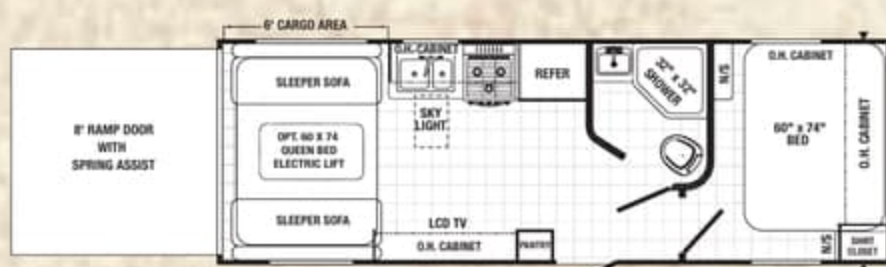 6' CARGO AREA
8' RAMP DOOR
WITH
SPRING ASSIST
SLEEPER SOFA
OPT. 60 X 74
QUEEN BED
ELECTRIC LIFT
SLEEPER SOFA
O.H. CABINET
SKY
LIGHT
REFER
LCD TV
O.H. CABINET
PANTRY
32" x 32"
SHOWER
N/S
O.H. CABINET
60" x 74"
BED
O.H. CABINET
N/S
SHIRT
CLOSET